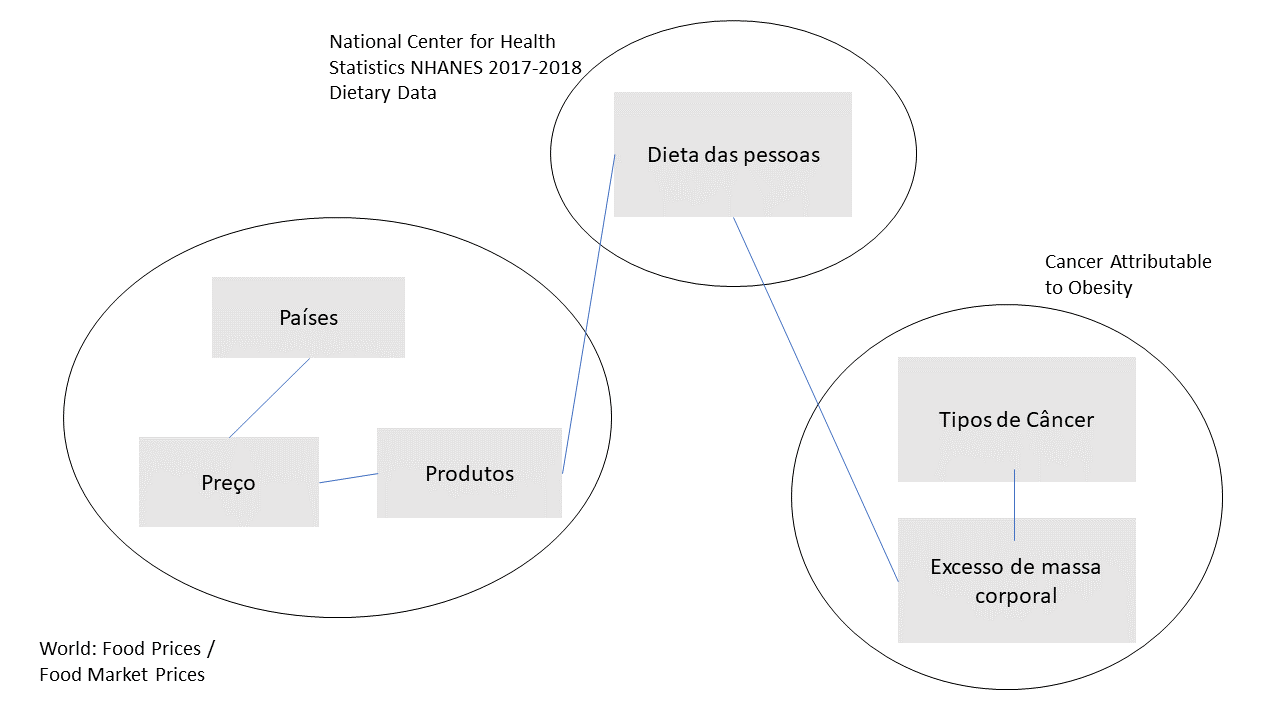 National Center for Health
Statistics NHANES 2017-2018
Dietary Data
Dieta das pessoas
Cancer Attributable
to Obesity
Países
Preço
Produtos
Tipos de Câncer
Excesso de massa
corporal
World: Food Prices /
Food Market Prices